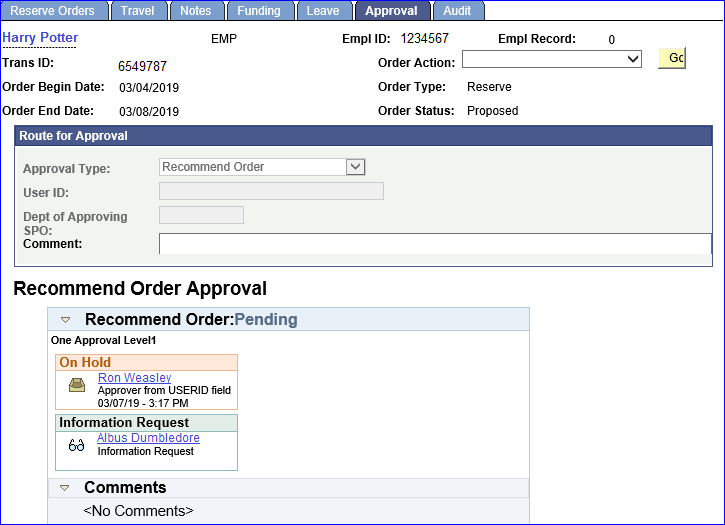 Reserve Orders Travel Notes Funding Leave Approval Audit
Harry Potter EMP Empl ID: 1234567 Empl Record: 0
Trans ID: 6549787 Order Action: Go
Order Begin Date: 03/04/2019 Order Type: Reserve
Order End Date: 03/08/2019 Order Status: Proposed
Route for Approval
Approval Type: Recommend Order
User ID:
Dept of Approving
SPO:
Comment:
Recommend Order Approval
Recommend Order:Pending
One Approval Level1
On Hold
Ron Weasley
Approver from USERID field
03/07/19 - 3:17 PM
Information Request
Albus Dumbledore
Information Request
Comments
<No Comments>